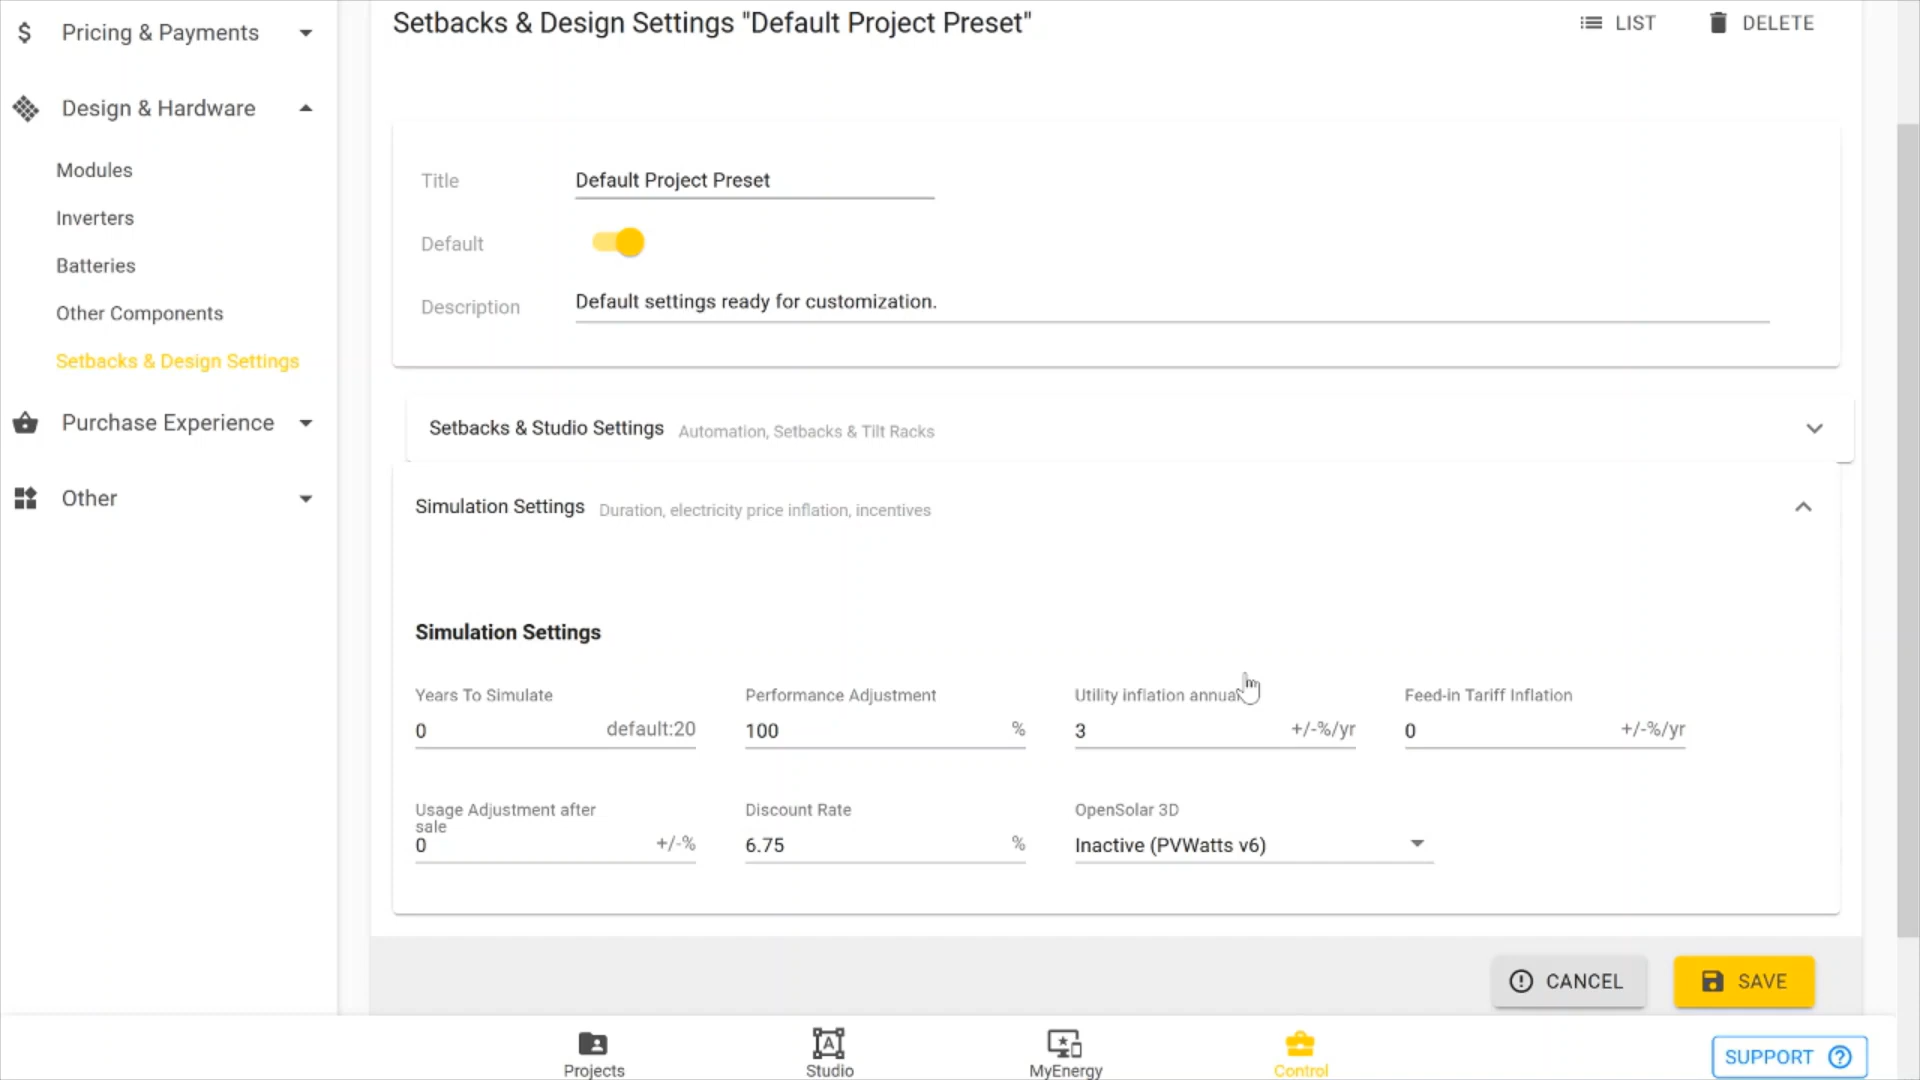 Pricing & Payments
Setbacks & Design Settings "Default Project Preset"
LIST
DELETE
Design & Hardware
Modules
Inverters
Batteries
Other Components
Setbacks & Design Settings
Purchase Experience
Other
Title
Default Project Preset
Default
Description
Default settings ready for customization.
Setbacks & Studio Settings Automation, Setbacks & Tilt Racks
Simulation Settings Duration, electricity price inflation, incentives
Simulation Settings
Years To Simulate
0 default:20
Performance Adjustment
100 %
Utility inflation annual
3 +/-%/yr
Feed-in Tariff Inflation
0 +/-%/yr
Usage Adjustment after
sale
0 +/-%
Discount Rate
6.75 %
OpenSolar 3D
Inactive (PVWatts v6)
CANCEL
SAVE
Projects
Studio
MyEnergy
Control
SUPPORT